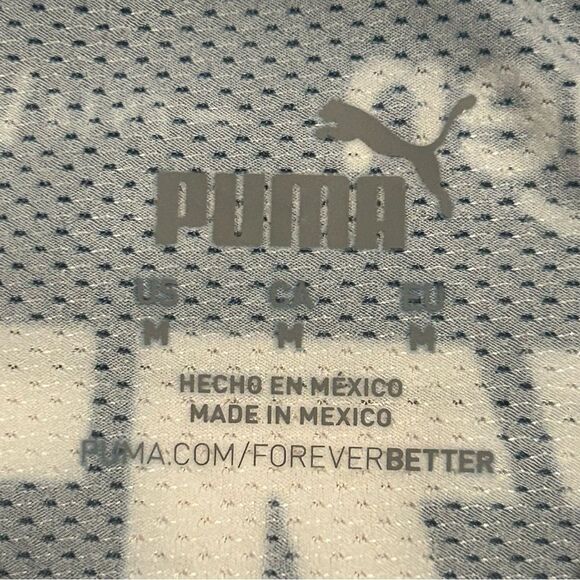 PUMA
US CA EU
M M M
HECHO EN MÉXICO
MADE IN MEXICO
PUMA.COM/FOREVERBETTER